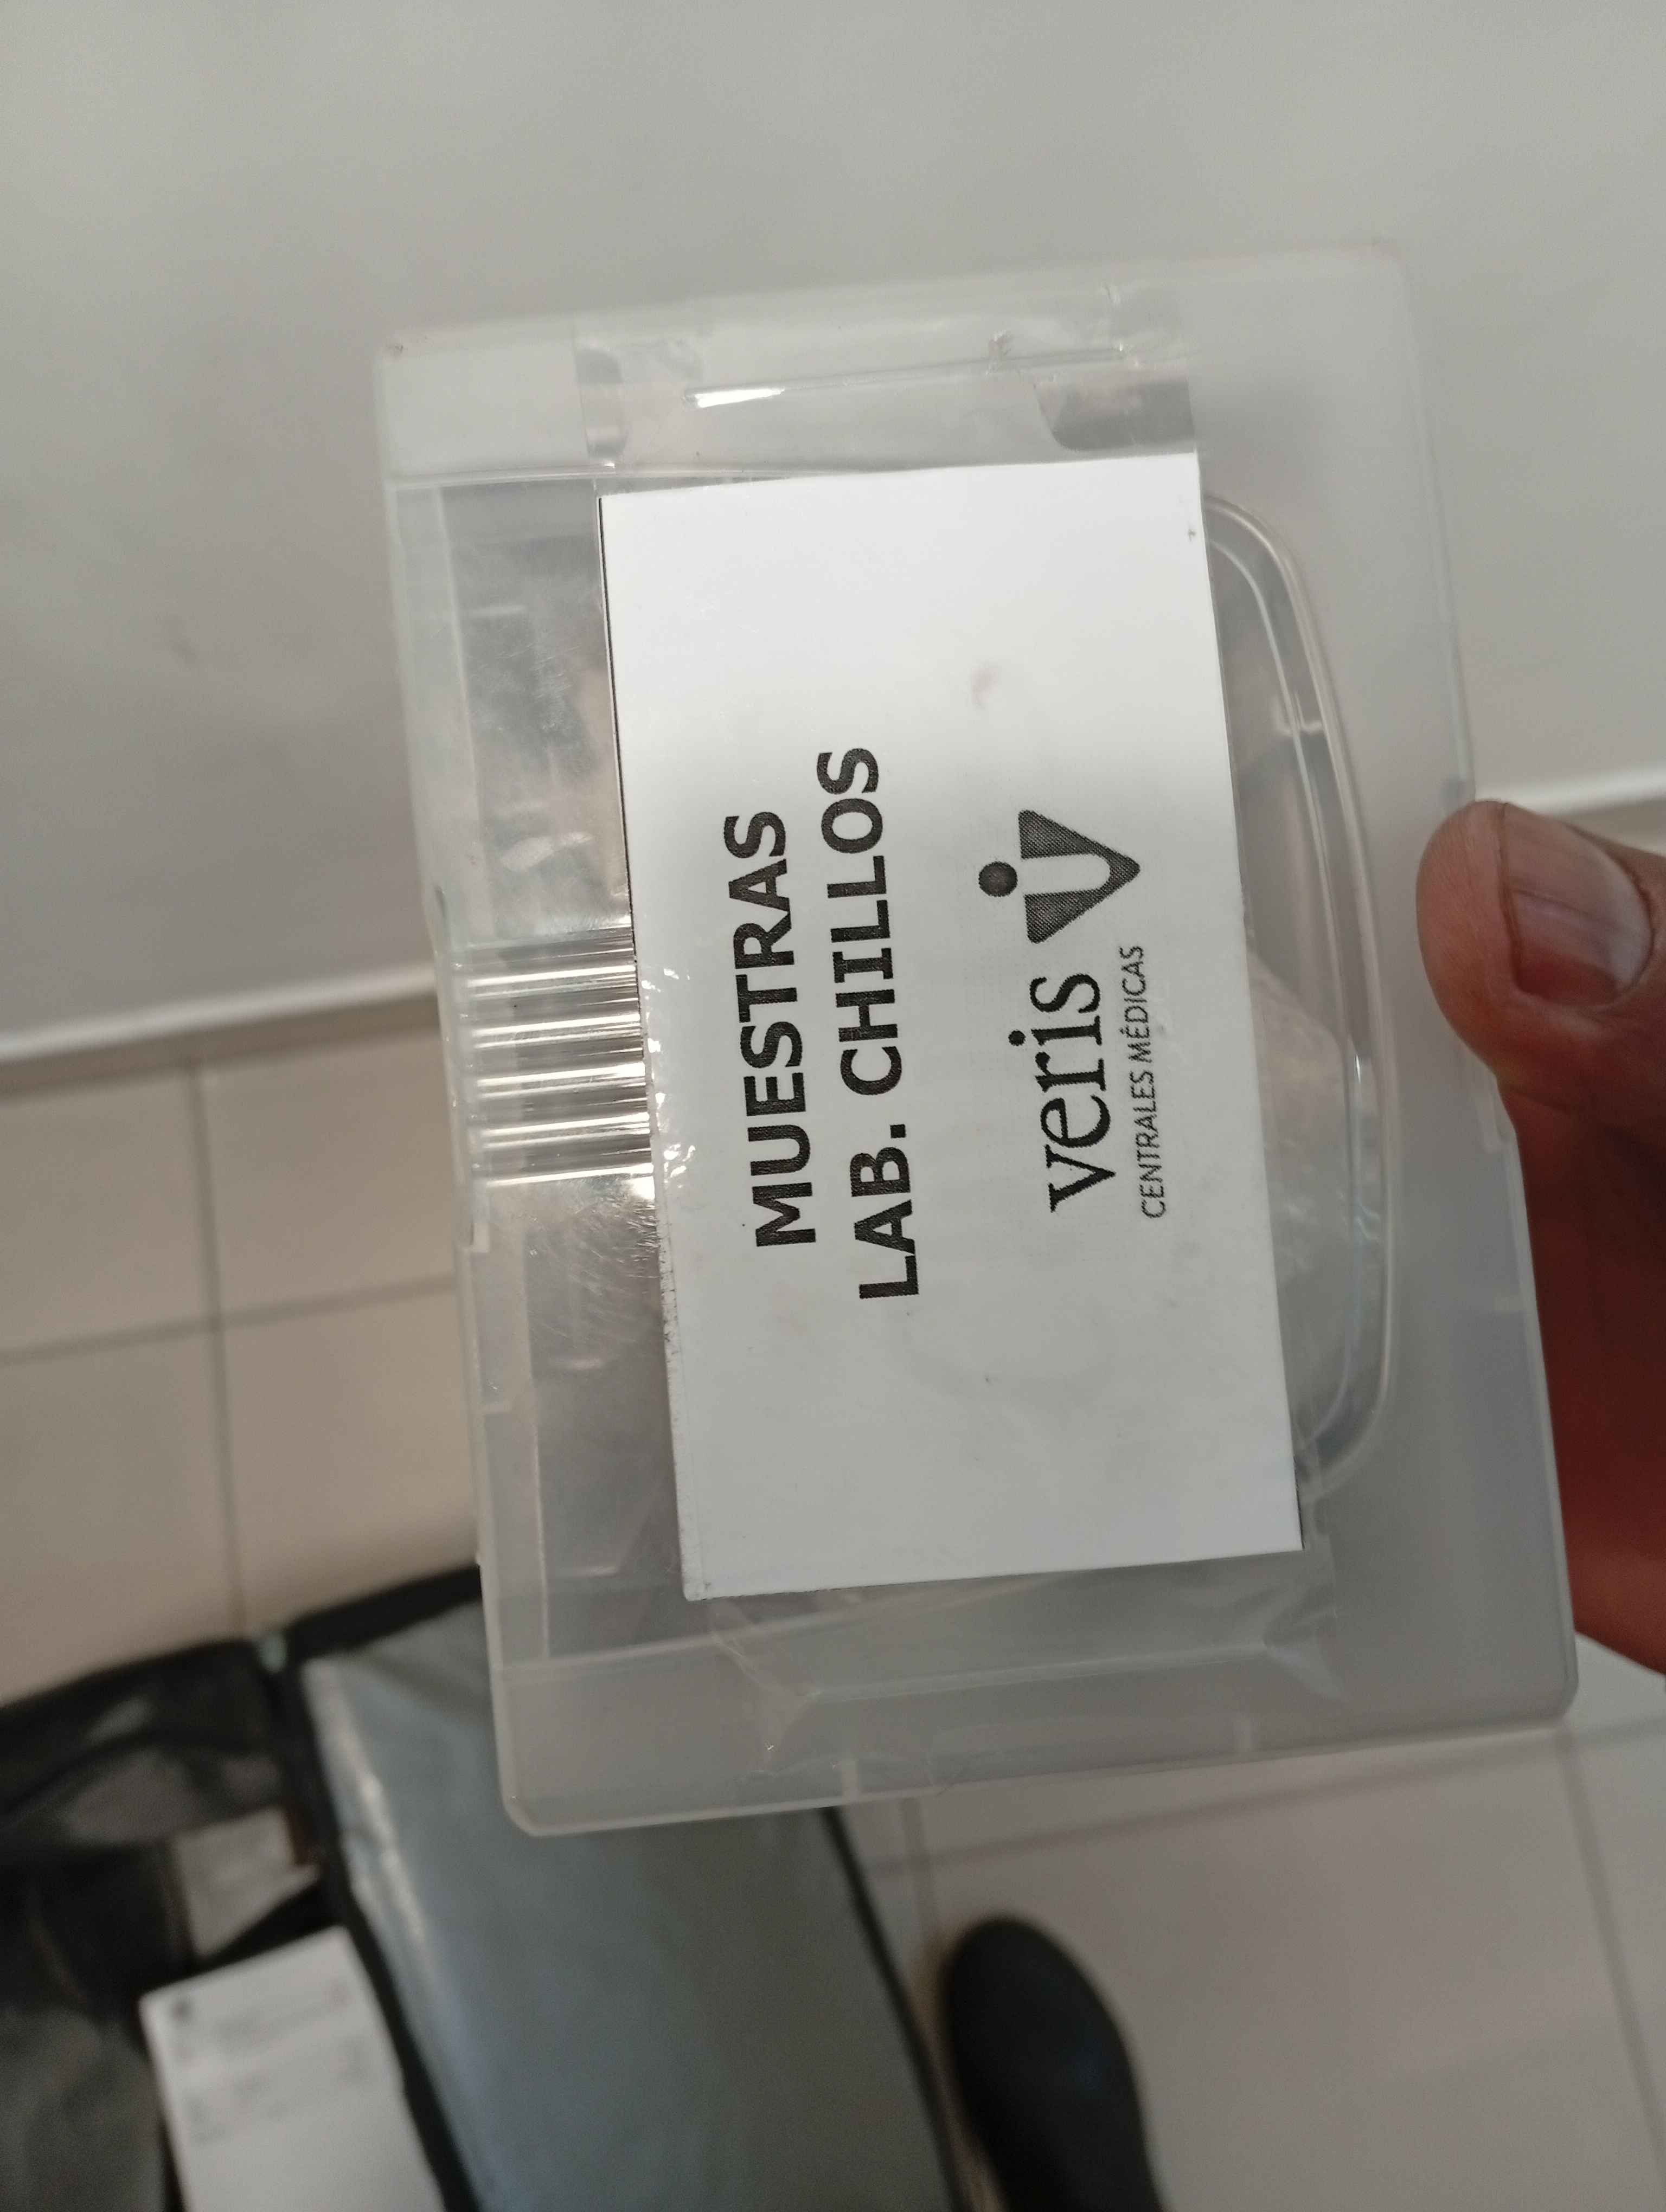 MUESTRAS
LAB. CHILLOS
veris
CENTRALES MÉDICAS